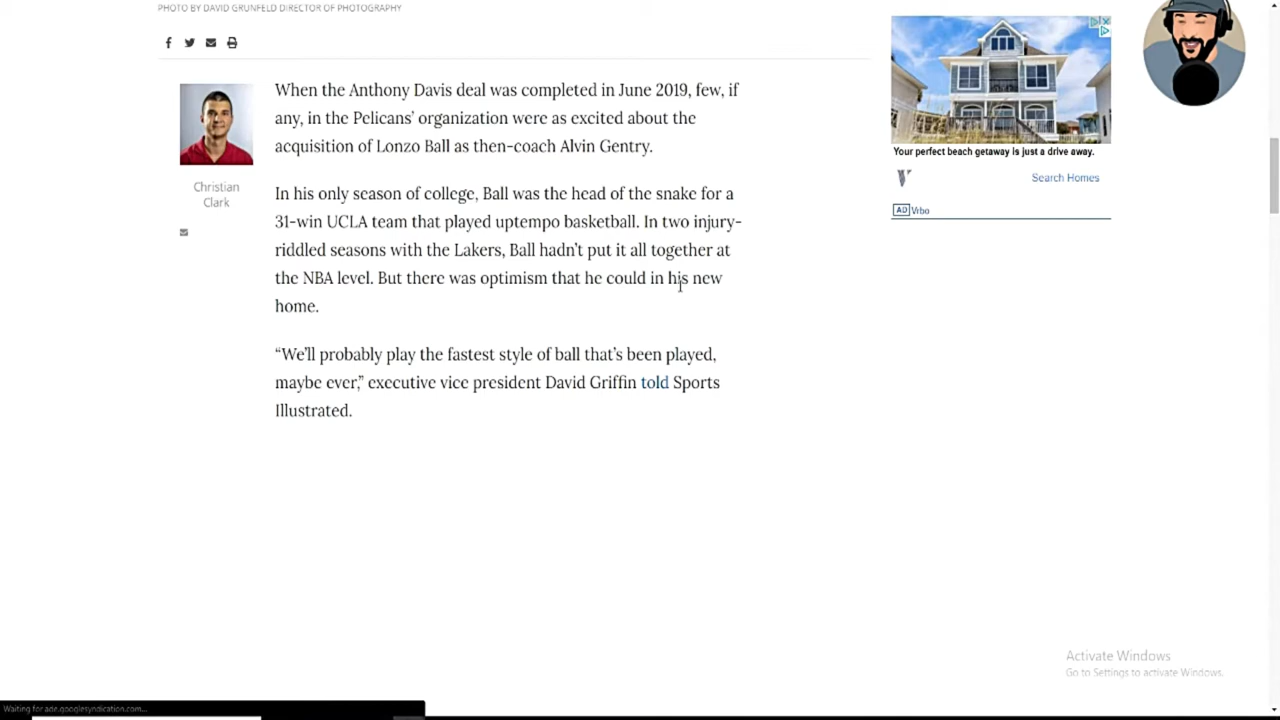 PHOTO BY DAVID GRUNFELD DIRECTOR OF PHOTOGRAPHY
Christian
Clark
When the Anthony Davis deal was completed in June 2019, few, if
any, in the Pelicans' organization were as excited about the
acquisition of Lonzo Ball as then-coach Alvin Gentry.
In his only season of college, Ball was the head of the snake for a
31-win UCLA team that played uptempo basketball. In two injury-
riddled seasons with the Lakers, Ball hadn't put it all together at
the NBA level. But there was optimism that he could in his new
home.
“We'll probably play the fastest style of ball that's been played,
maybe ever,” executive vice president David Griffin told Sports
Illustrated.
Your perfect beach getaway is just a drive away.
Search Homes
AD Vrbo
Activate Windows
Go to Settings to activate Windows.
Waiting for ade.googlesyndication.com...